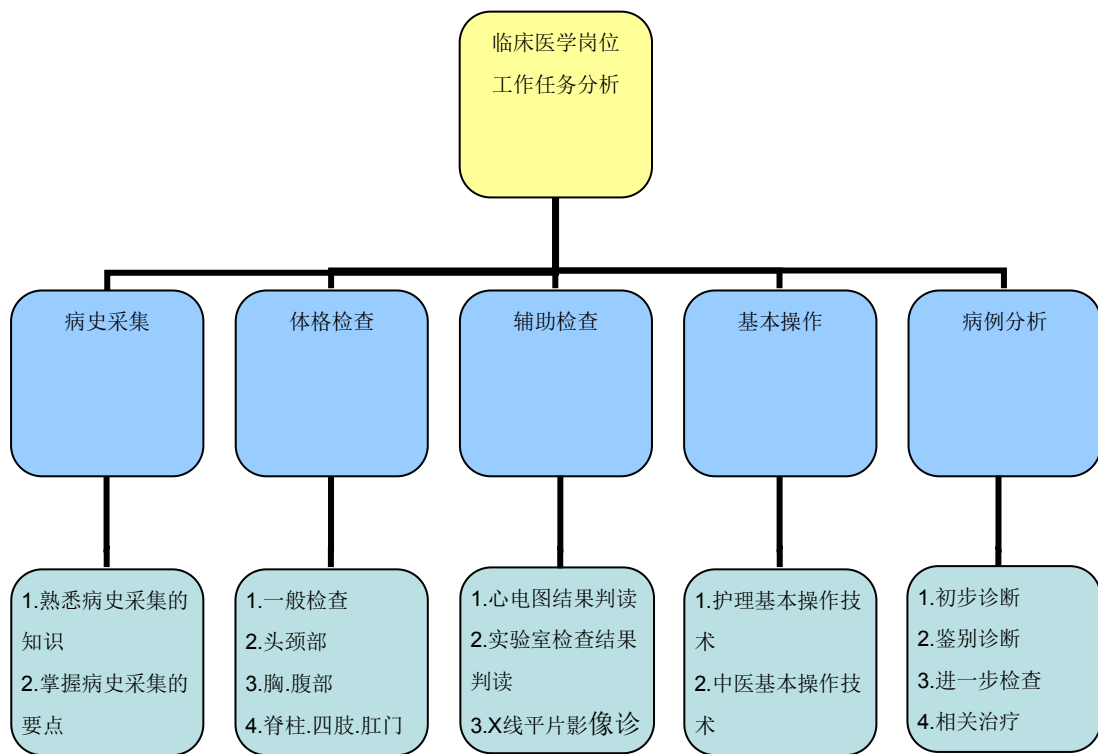 临床医学岗位
工作任务分析
病史采集
体格检查
辅助检查
基本操作
病例分析
1.熟悉病史采集的
知识
2.掌握病史采集的
要点
1.一般检查
2.头颈部
3.胸.腹部
4.脊柱.四肢.肛门
1.心电图结果判读
2.实验室检查结果
判读
3.X线平片影像诊
1.护理基本操作技
术
2.中医基本操作技
术
1.初步诊断
2.鉴别诊断
3.进一步检查
4.相关治疗